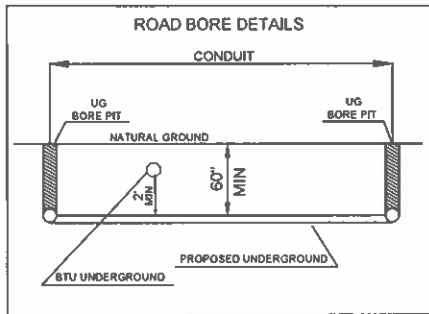 ROAD BORE DETAILS
CONDUIT
UG
BORE PIT
UG
BORE PIT
NATURAL GROUND
2'
MIN
60"
MIN
PROPOSED UNDERGROUND
BTU UNDERGROUND